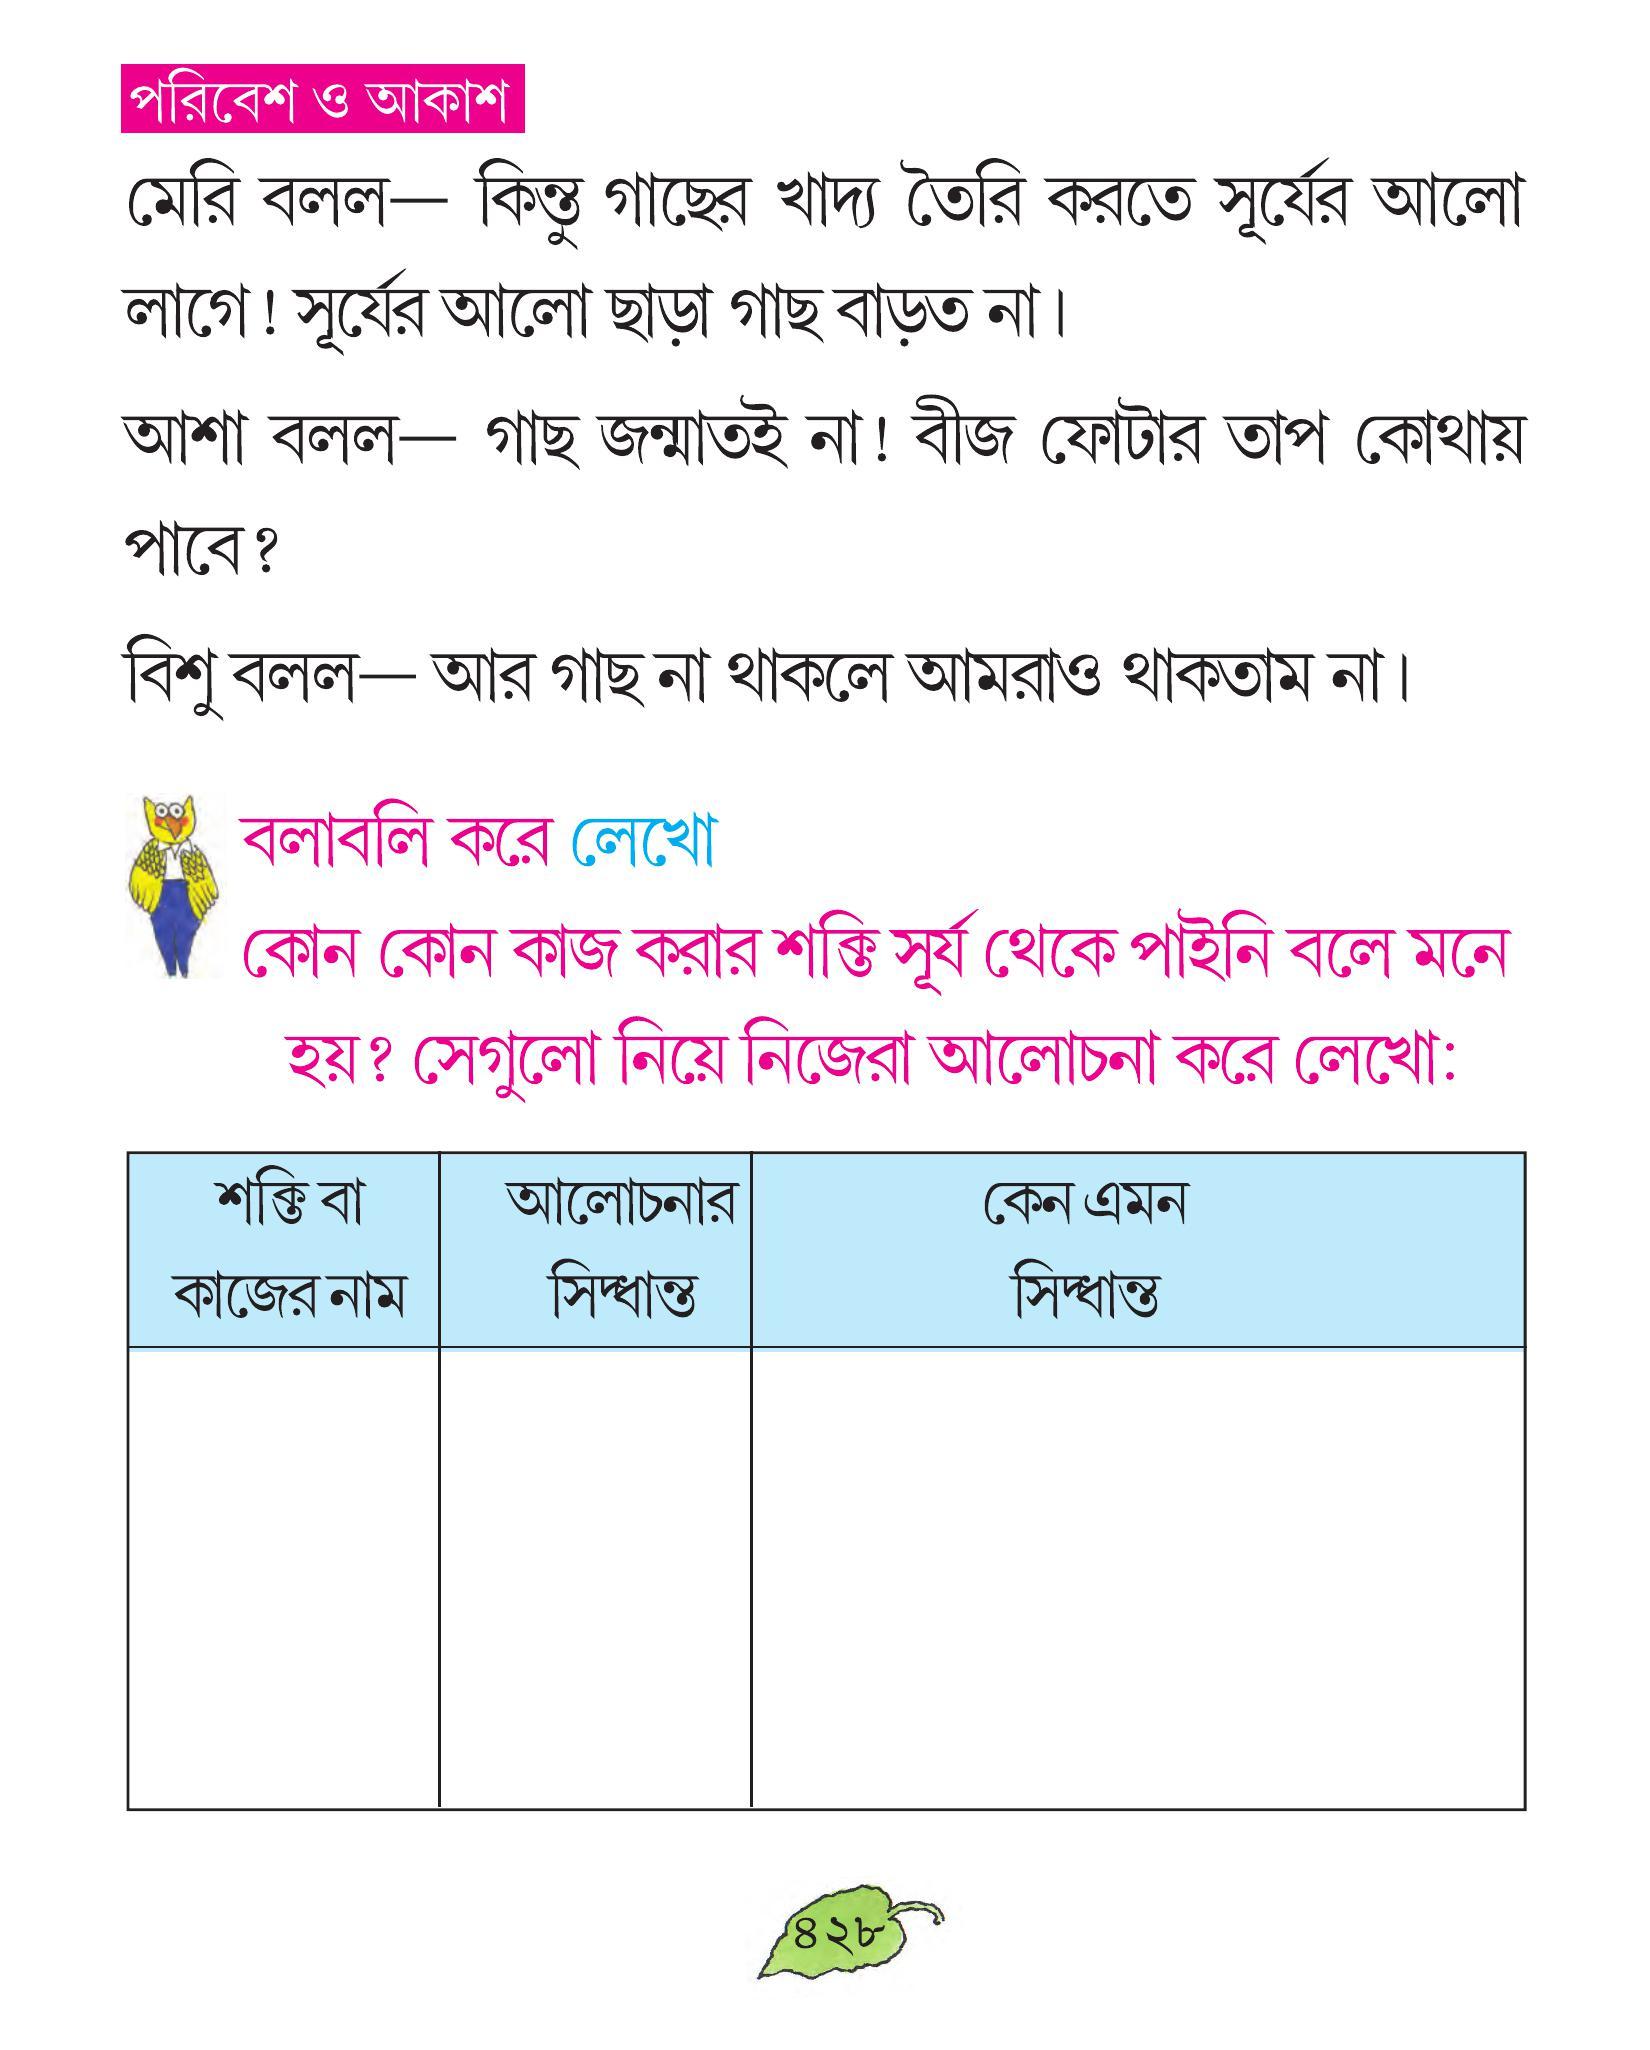 পরিবেশ ও আকাশ
মেরি বলল— কিন্তু গাছের খাদ্য তৈরি করতে সূর্যের আলো
লাগে! সূর্যের আলো ছাড়া গাছ বাড়ত না।
আশা বলল— গাছ জন্মাতই না! বীজ ফোটার তাপ কোথায়
পাবে?
বিশু বলল— আর গাছ না থাকলে আমরাও থাকতাম না।
বলাবলি করে লেখো
কোন কোন কাজ করার শক্তি সূর্য থেকে পাইনি বলে মনে
হয়? সেগুলো নিয়ে নিজেরা আলোচনা করে লেখো:
শক্তি বা আলোচনার কেন এমন
কাজের নাম সিদ্ধান্ত সিদ্ধান্ত
৪২৮